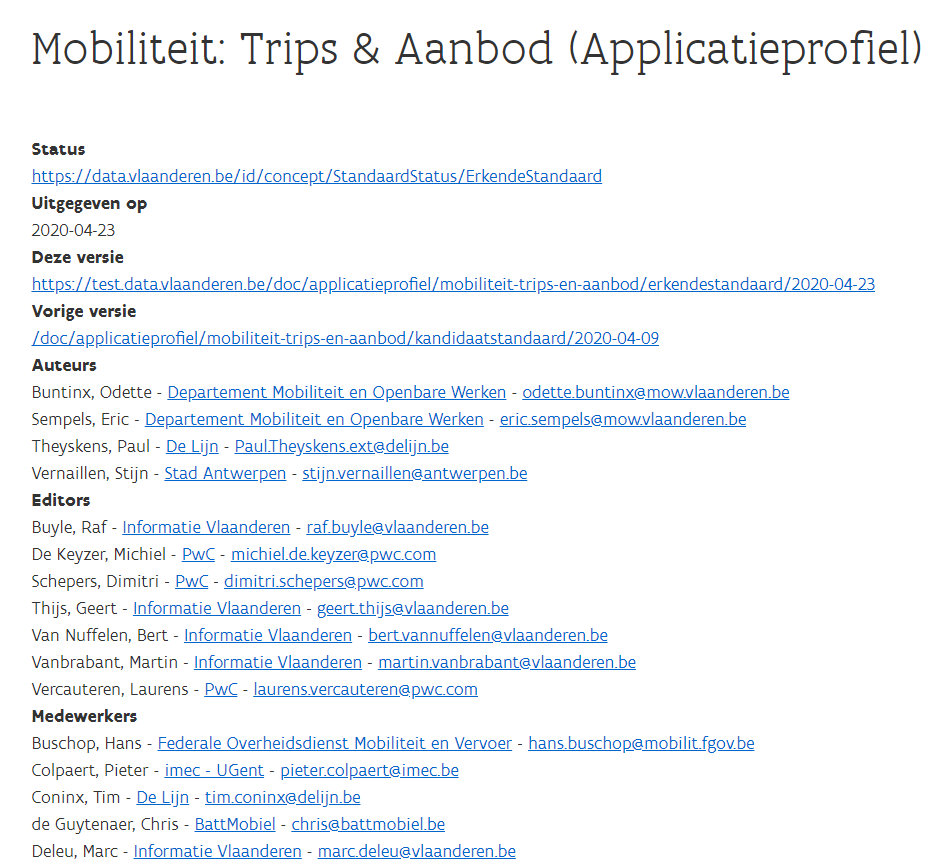 Mobiliteit: Trips & Aanbod (Applicatieprofiel)
Status
https://data.vlaanderen.be/id/concept/StandaardStatus/ErkendeStandaard
Uitgegeven op
2020-04-23
Deze versie
https://test.data.vlaanderen.be/doc/applicatieprofiel/mobiliteit-trips-en-aanbod/erkendestandaard/2020-04-23
Vorige versie
/doc/applicatieprofiel/mobiliteit-trips-en-aanbod/kandidaatstandaard/2020-04-09
Auteurs
Buntinx, Odette - Departement Mobiliteit en Openbare Werken - odette.buntinx@mow.vlaanderen.be
Sempels, Eric - Departement Mobiliteit en Openbare Werken - eric.sempels@mow.vlaanderen.be
Theyskens, Paul - De Lijn - Paul.Theyskens.ext@delijn.be
Vernaillen, Stijn - Stad Antwerpen - stijn.vernaillen@antwerpen.be
Editors
Buyle, Raf - Informatie Vlaanderen - raf.buyle@vlaanderen.be
De Keyzer, Michiel - PwC - michiel.de.keyzer@pwc.com
Schepers, Dimitri - PwC - dimitri.schepers@pwc.com
Thijs, Geert - Informatie Vlaanderen - geert.thijs@vlaanderen.be
Van Nuffelen, Bert - Informatie Vlaanderen - bert.vannuffelen@vlaanderen.be
Vanbrabant, Martin - Informatie Vlaanderen - martin.vanbrabant@vlaanderen.be
Vercauteren, Laurens - PwC - laurens.vercauteren@pwc.com
Medewerkers
Buschop, Hans - Federale Overheidsdienst Mobiliteit en Vervoer - hans.buschop@mobilit.fgov.be
Colpaert, Pieter - imec - UGent - pieter.colpaert@imec.be
Coninx, Tim - De Lijn - tim.coninx@delijn.be
de Guytenaer, Chris - BattMobiel - chris@battmobiel.be
Deleu, Marc - Informatie Vlaanderen - marc.deleu@vlaanderen.be